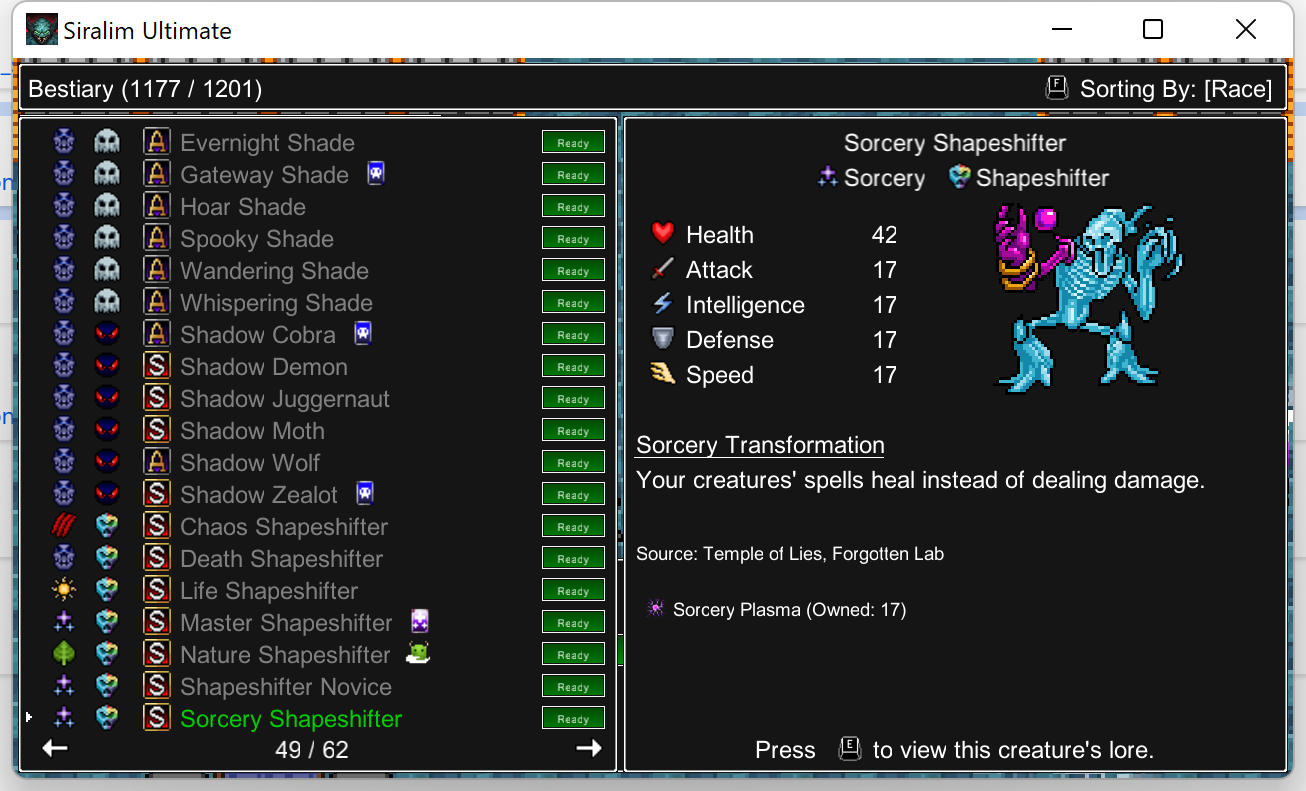 Siralim Ultimate
Bestiary (1177 / 1201)
F Sorting By: [Race]
A Evernight Shade Ready
A Gateway Shade Ready
A Hoar Shade Ready
A Spooky Shade Ready
A Wandering Shade Ready
A Whispering Shade Ready
A Shadow Cobra Ready
S Shadow Demon Ready
S Shadow Juggernaut Ready
S Shadow Moth Ready
A Shadow Wolf Ready
S Shadow Zealot Ready
S Chaos Shapeshifter Ready
S Death Shapeshifter Ready
S Life Shapeshifter Ready
S Master Shapeshifter Ready
S Nature Shapeshifter Ready
S Shapeshifter Novice Ready
S Sorcery Shapeshifter Ready
49 / 62
Sorcery Shapeshifter
Sorcery Shapeshifter
Health 42
Attack 17
Intelligence 17
Defense 17
Speed 17
Sorcery Transformation
Your creatures' spells heal instead of dealing damage.
Source: Temple of Lies, Forgotten Lab
Sorcery Plasma (Owned: 17)
Press E to view this creature's lore.